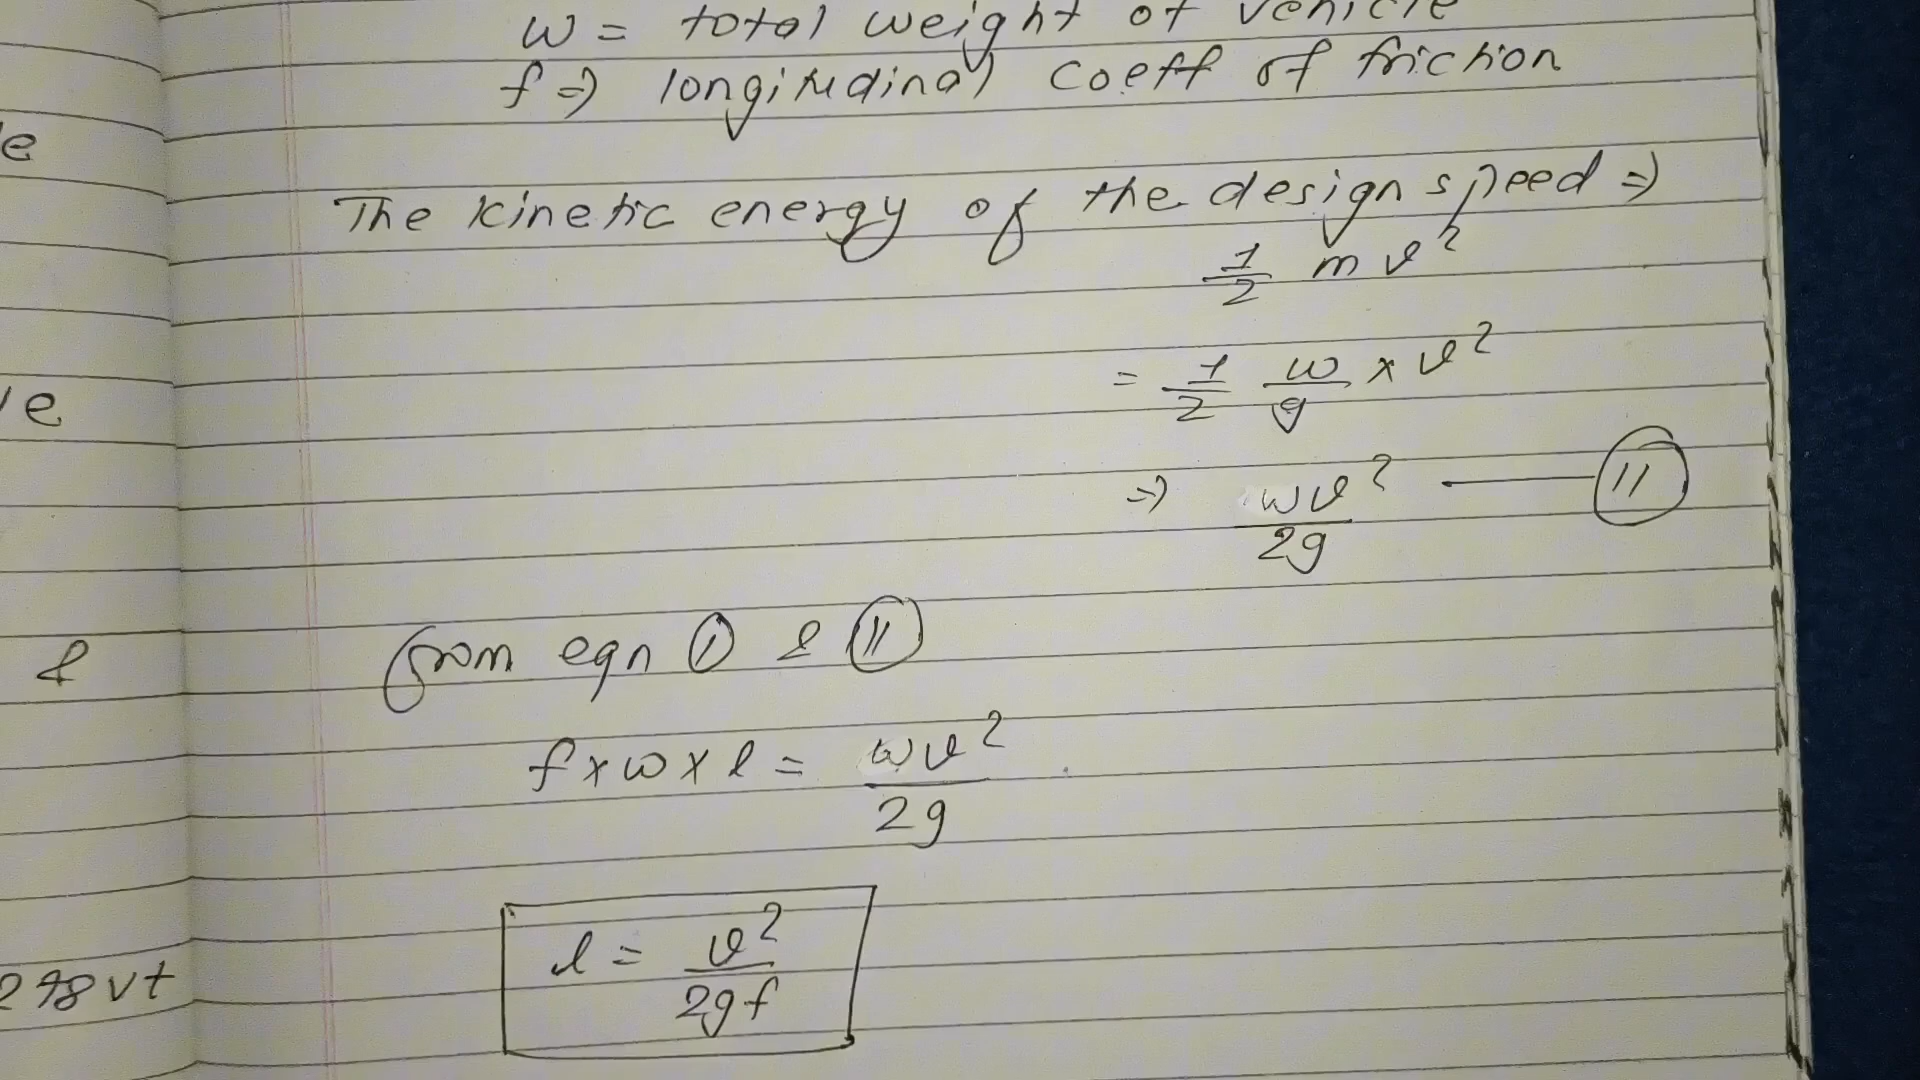 w = total weight of vehicle
f ⇒ longitudinal coeff of friction
e
The kinetic energy of the design speed ⇒
1/2 m v²
= 1/2 w/g × v²
e
⇒ wv²/2g —— (II)
from eqn (I) & (II)
&
f × w × l = wv²/2g
l = v²/2gf
278vt